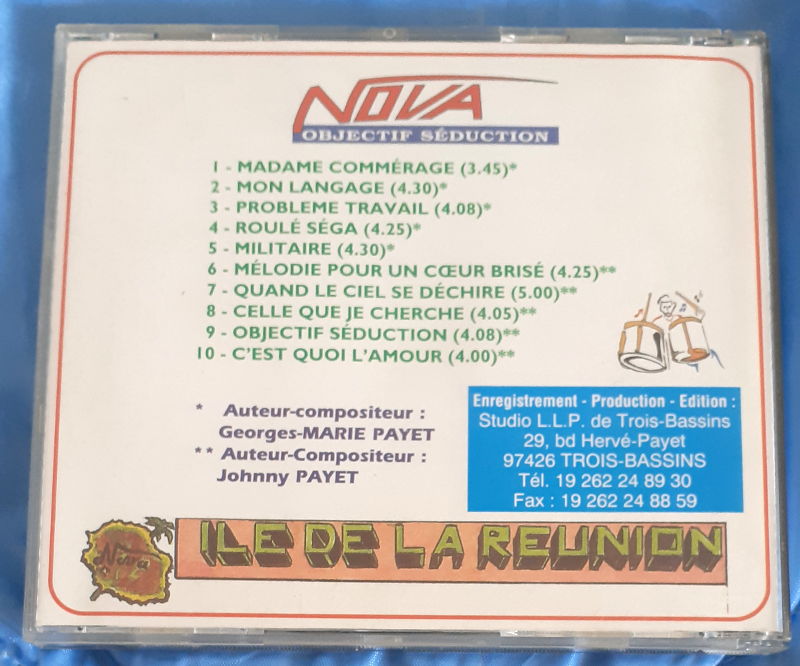 NOVA
OBJECTIF SÉDUCTION
1 - MADAME COMMÉRAGE (3.45)*
2 - MON LANGAGE (4.30)*
3 - PROBLEME TRAVAIL (4.08)*
4 - ROULÉ SÉGA (4.25)*
5 - MILITAIRE (4.30)*
6 - MÉLODIE POUR UN CŒUR BRISÉ (4.25)**
7 - QUAND LE CIEL SE DÉCHIRE (5.00)**
8 - CELLE QUE JE CHERCHE (4.05)**
9 - OBJECTIF SÉDUCTION (4.08)**
10 - C'EST QUOI L'AMOUR (4.00)**
* Auteur-compositeur :
Georges-MARIE PAYET
** Auteur-Compositeur :
Johnny PAYET
Enregistrement - Production - Edition :
Studio L.L.P. de Trois-Bassins
29, bd Hervé-Payet
97426 TROIS-BASSINS
Tél. 19 262 24 89 30
Fax : 19 262 24 88 59
Nova
ILE DE LA REUNION